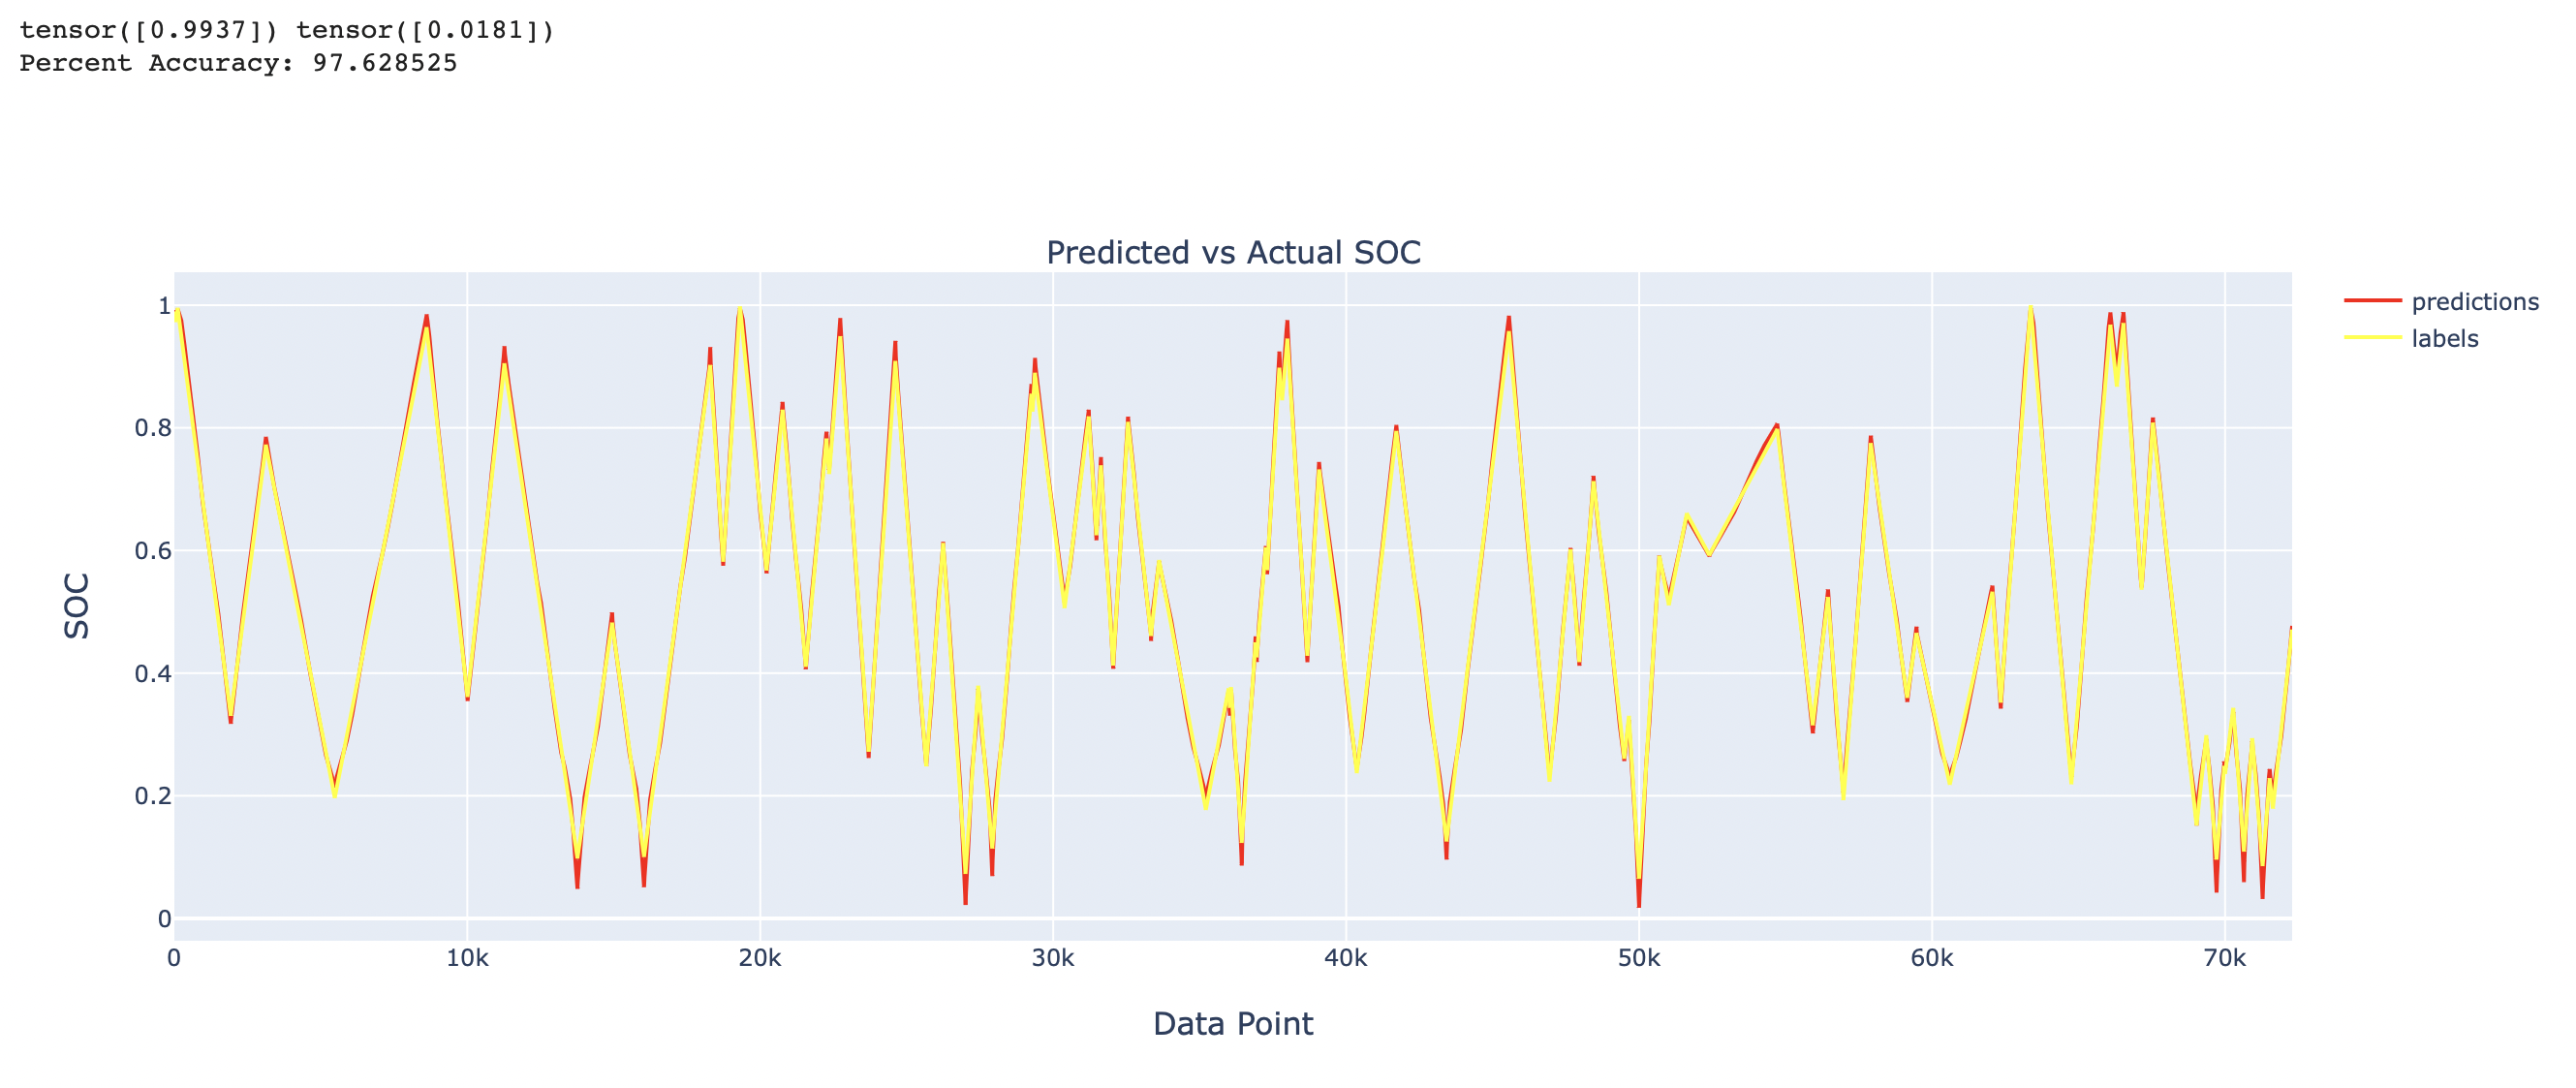 tensor([0.9937]) tensor([0.0181])
Percent Accuracy: 97.628525
Predicted vs Actual SOC
predictions
labels
1
0.8
0.6
0.4
0.2
0
SOC
0 10k 20k 30k 40k 50k 60k 70k
Data Point